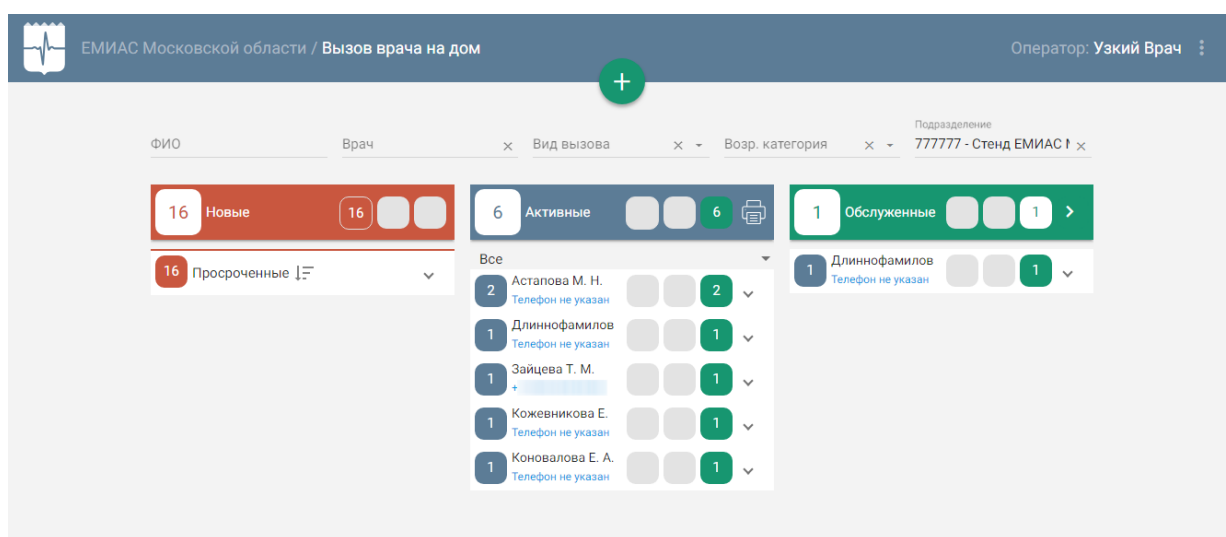 ЕМИАС Московской области / Вызов врача на дом
Оператор: Узкий Врач
+
Подразделение
ФИО
Врач
Вид вызова
Возр. категория
777777 - Стенд ЕМИАС
16 Новые 16
6 Активные 6
1 Обслуженные 1
16 Просроченные
Все
2 Астапова М. Н. 2
Телефон не указан
1 Длиннофамилов 1
Телефон не указан
1 Зайцева Т. М. 1
+
1 Кожевникова Е. 1
Телефон не указан
1 Коновалова Е. А. 1
Телефон не указан
1 Длиннофамилов 1
Телефон не указан